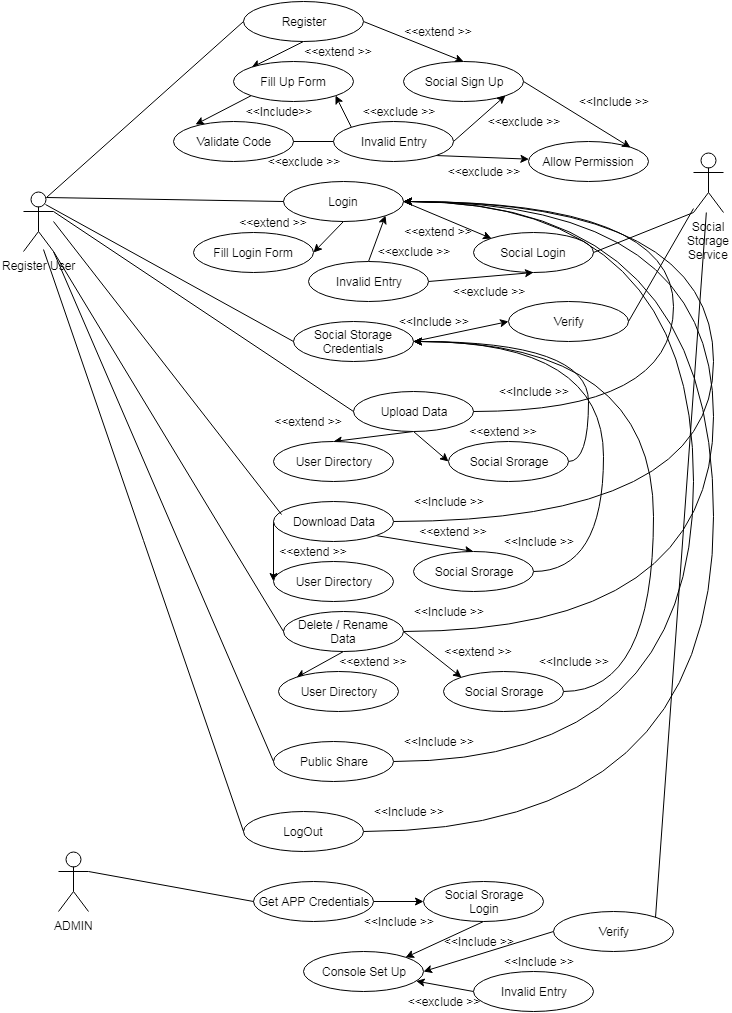 Register
<<extend >>
<<extend >>
Fill Up Form
Social Sign Up
<<Include >>
<<Include>>
<<exclude >>
<<exclude >>
Validate Code
Invalid Entry
<<exclude >>
Allow Permission
<<exclude >>
Login
Register User
Social
Storage
Service
<<extend >>
<<extend >>
Fill Login Form
<<exclude >>
Social Login
Invalid Entry
<<exclude >>
<<Include >>
Verify
Social Storage
Credentials
<<Include >>
Upload Data
<<extend >>
<<extend >>
User Directory
Social Srorage
<<Include >>
Download Data
<<extend >>
<<Include >>
<<extend >>
User Directory
Social Srorage
<<Include >>
Delete / Rename
Data
<<extend >>
<<extend >>
<<Include >>
User Directory
Social Srorage
<<Include >>
Public Share
<<Include >>
LogOut
ADMIN
Get APP Credentials
Social Srorage
Login
<<Include >>
Verify
<<Include >>
<<Include >>
Console Set Up
Invalid Entry
<<exclude >>